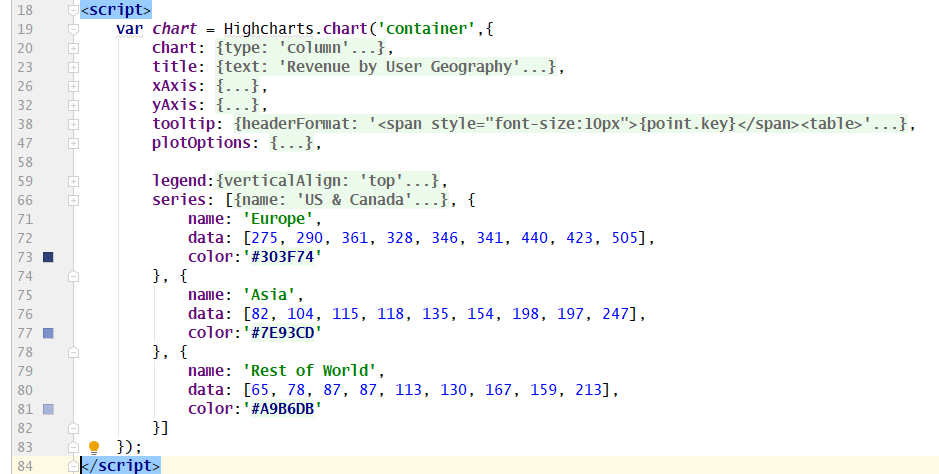 18 <script>
19 var chart = Highcharts.chart('container',{
20 chart: {type: 'column'...},
23 title: {text: 'Revenue by User Geography'...},
26 xAxis: {...},
32 yAxis: {...},
38 tooltip: {headerFormat: '<span style="font-size:10px">{point.key}</span><table>'...},
47 plotOptions: {...},
58
59 legend:{verticalAlign: 'top'...},
66 series: [{name: 'US & Canada'...}, {
71 name: 'Europe',
72 data: [275, 290, 361, 328, 346, 341, 440, 423, 505],
73 color:'#303F74'
74 }, {
75 name: 'Asia',
76 data: [82, 104, 115, 118, 135, 154, 198, 197, 247],
77 color:'#7E93CD'
78 }, {
79 name: 'Rest of World',
80 data: [65, 78, 87, 87, 113, 130, 167, 159, 213],
81 color:'#A9B6DB'
82 }]
83 });
84 </script>